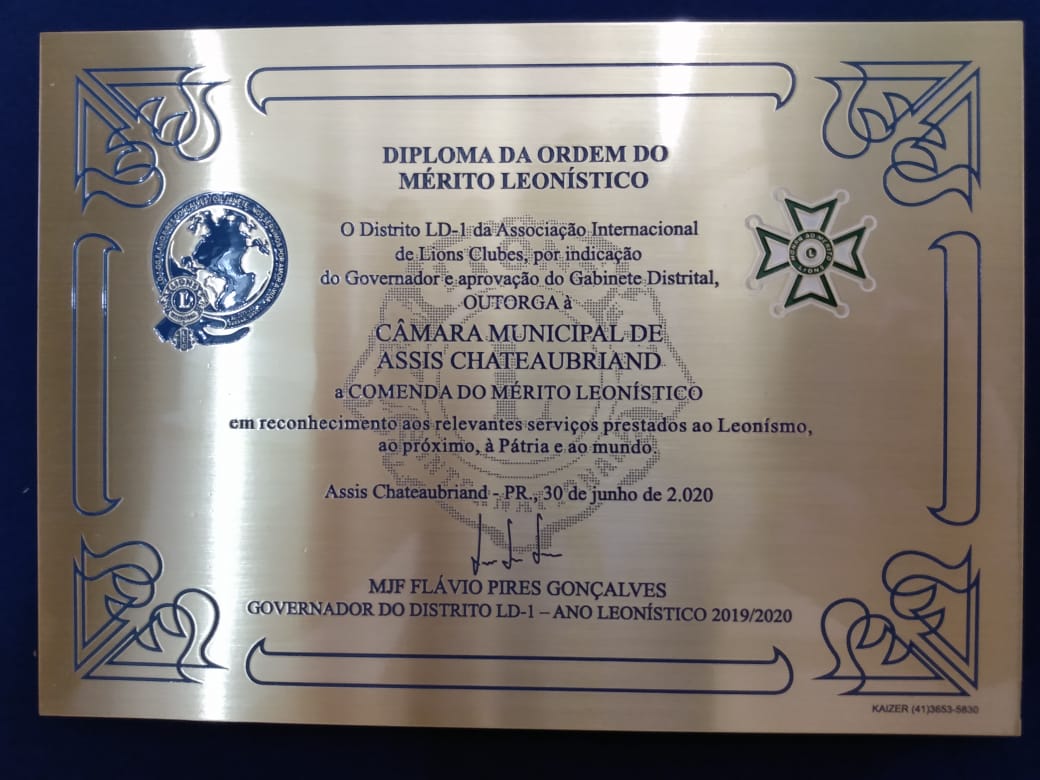 DIPLOMA DA ORDEM DO
MÉRITO LEONÍSTICO
O Distrito LD-1 da Associação Internacional
de Lions Clubes, por indicação
do Governador e aprovação do Gabinete Distrital,
OUTORGA à
CÂMARA MUNICIPAL DE
ASSIS CHATEAUBRIAND
a COMENDA DO MÉRITO LEONÍSTICO
em reconhecimento aos relevantes serviços prestados ao Leonísmo,
ao próximo, à Pátria e ao mundo.
Assis Chateaubriand - PR., 30 de junho de 2.020
MJF FLÁVIO PIRES GONÇALVES
GOVERNADOR DO DISTRITO LD-1 – ANO LEONÍSTICO 2019/2020
KAIZER (41)3653-5830
LIONS
L